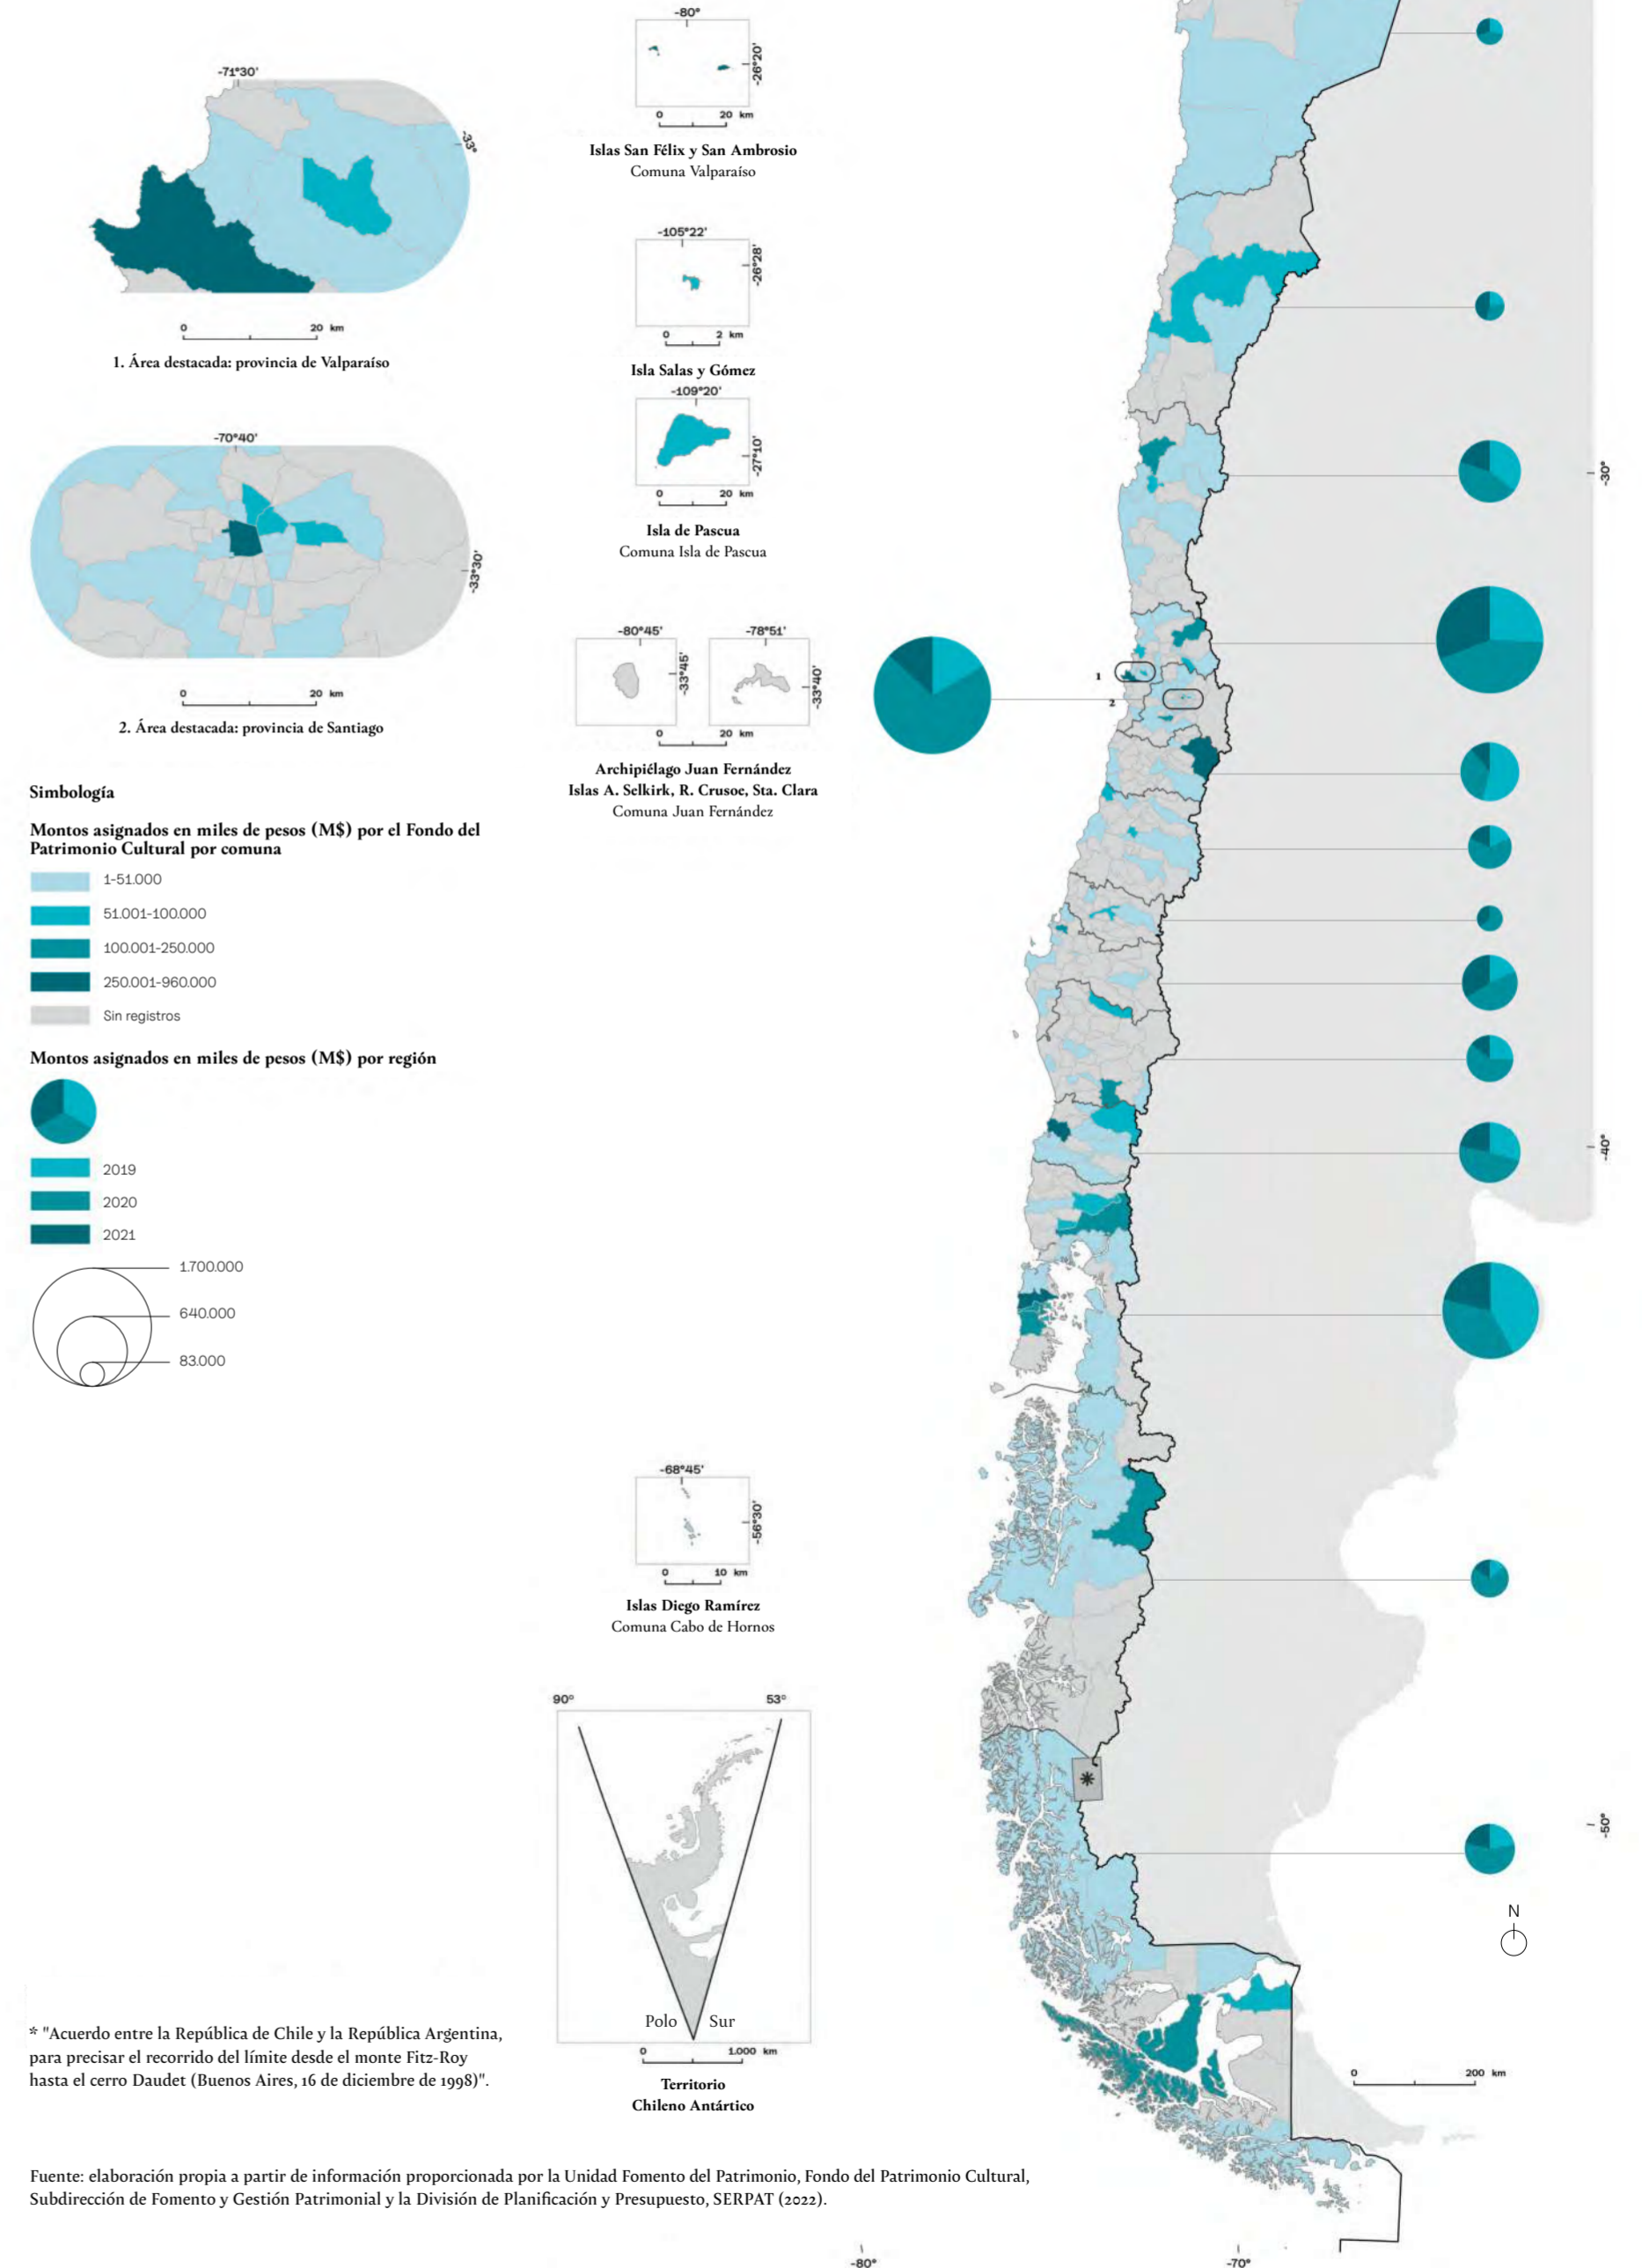 -71°30'
-33°
0 20 km
1. Área destacada: provincia de Valparaíso
-70°40'
-33°30'
0 20 km
2. Área destacada: provincia de Santiago
Simbología
Montos asignados en miles de pesos (M$) por el Fondo del
Patrimonio Cultural por comuna
1-51.000
51.001-100.000
100.001-250.000
250.001-960.000
Sin registros
Montos asignados en miles de pesos (M$) por región
2019
2020
2021
1.700.000
640.000
83.000
-80°
-26°20'
0 20 km
Islas San Félix y San Ambrosio
Comuna Valparaíso
-105°22'
-26°28'
0 2 km
Isla Salas y Gómez
-109°20'
-27°10'
0 20 km
Isla de Pascua
Comuna Isla de Pascua
-80°45'
-33°45'
-78°51'
-33°40'
0 20 km
Archipiélago Juan Fernández
Islas A. Selkirk, R. Crusoe, Sta. Clara
Comuna Juan Fernández
-68°45'
-56°30'
0 10 km
Islas Diego Ramírez
Comuna Cabo de Hornos
90° 53°
Polo Sur
0 1.000 km
Territorio
Chileno Antártico
1
2
*
-30°
-40°
-50°
N
0 200 km
* "Acuerdo entre la República de Chile y la República Argentina,
para precisar el recorrido del límite desde el monte Fitz-Roy
hasta el cerro Daudet (Buenos Aires, 16 de diciembre de 1998)".
Fuente: elaboración propia a partir de información proporcionada por la Unidad Fomento del Patrimonio, Fondo del Patrimonio Cultural,
Subdirección de Fomento y Gestión Patrimonial y la División de Planificación y Presupuesto, SERPAT (2022).
-80° -70°